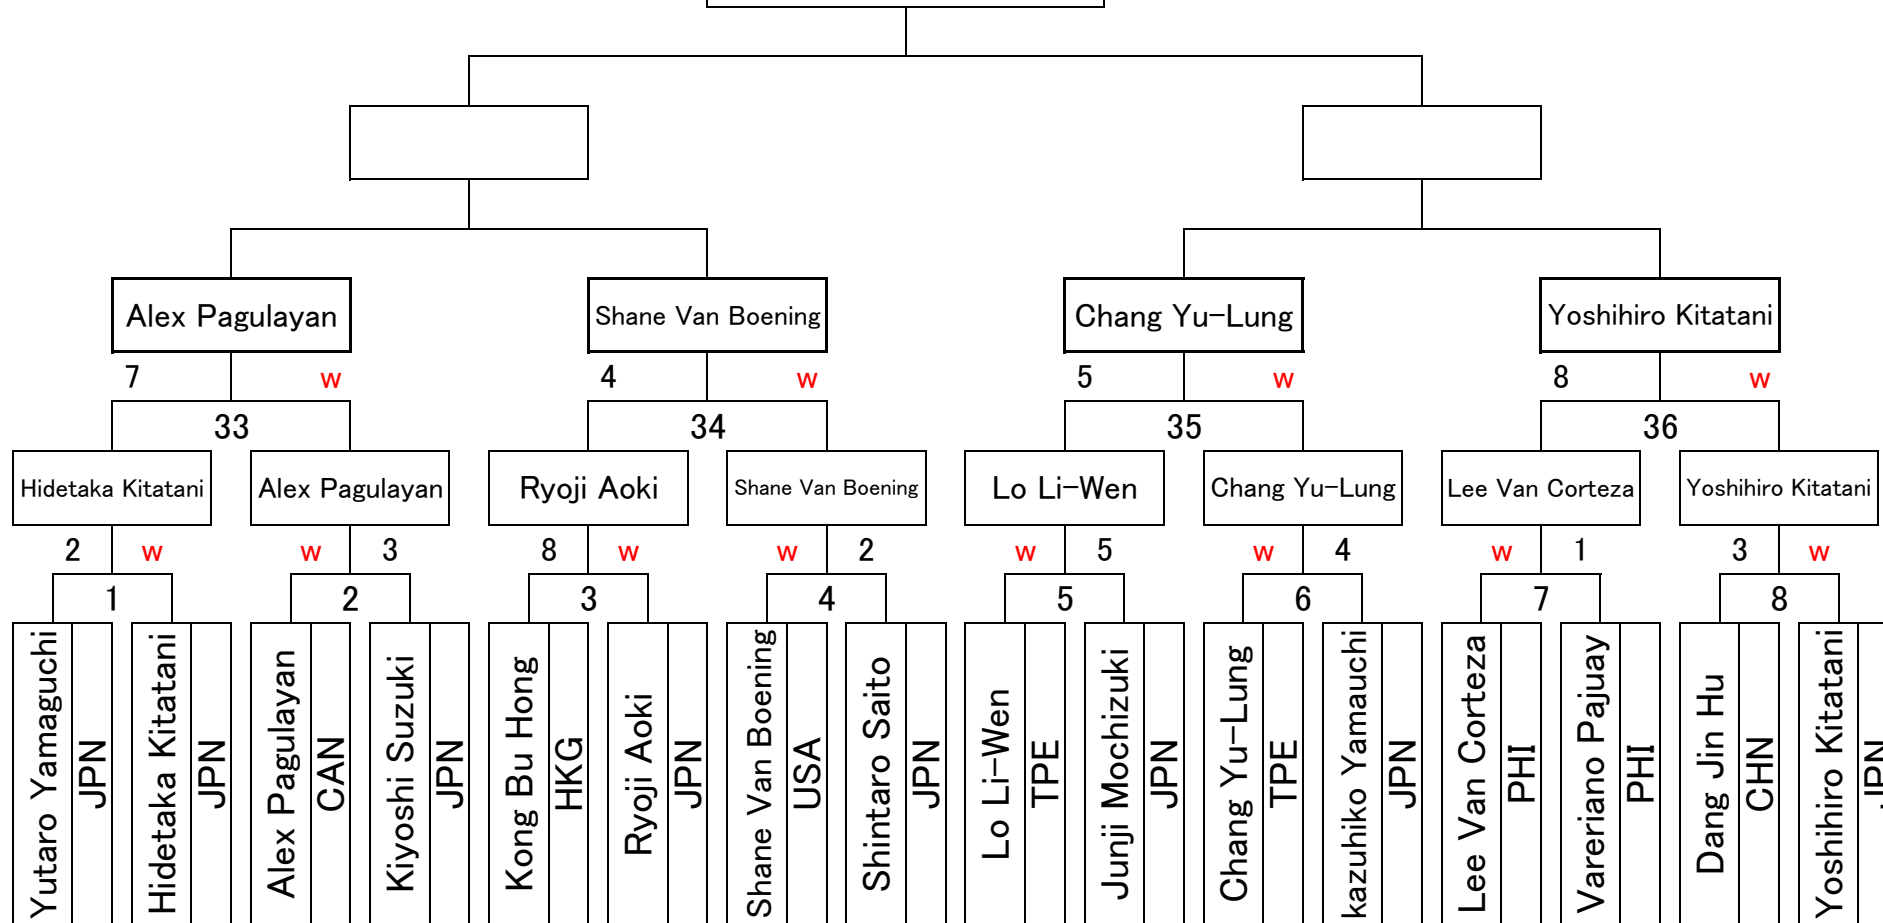 Alex Pagulayan
Shane Van Boening
Chang Yu-Lung
Yoshihiro Kitatani
7 w 4 w 5 w 8 w
33 34 35 36
Hidetaka Kitatani
Alex Pagulayan
Ryoji Aoki
Shane Van Boening
Lo Li-Wen
Chang Yu-Lung
Lee Van Corteza
Yoshihiro Kitatani
2 w w 3 8 w w 2 w 5 w 4 w 1 3 w
1 2 3 4 5 6 7 8
Yutaro Yamaguchi
JPN
Hidetaka Kitatani
JPN
Alex Pagulayan
CAN
Kiyoshi Suzuki
JPN
Kong Bu Hong
HKG
Ryoji Aoki
JPN
Shane Van Boening
USA
Shintaro Saito
JPN
Lo Li-Wen
TPE
Junji Mochizuki
JPN
Chang Yu-Lung
TPE
kazuhiko Yamauchi
JPN
Lee Van Corteza
PHI
Vareriano Pajuay
PHI
Dang Jin Hu
CHN
Yoshihiro Kitatani
JPN